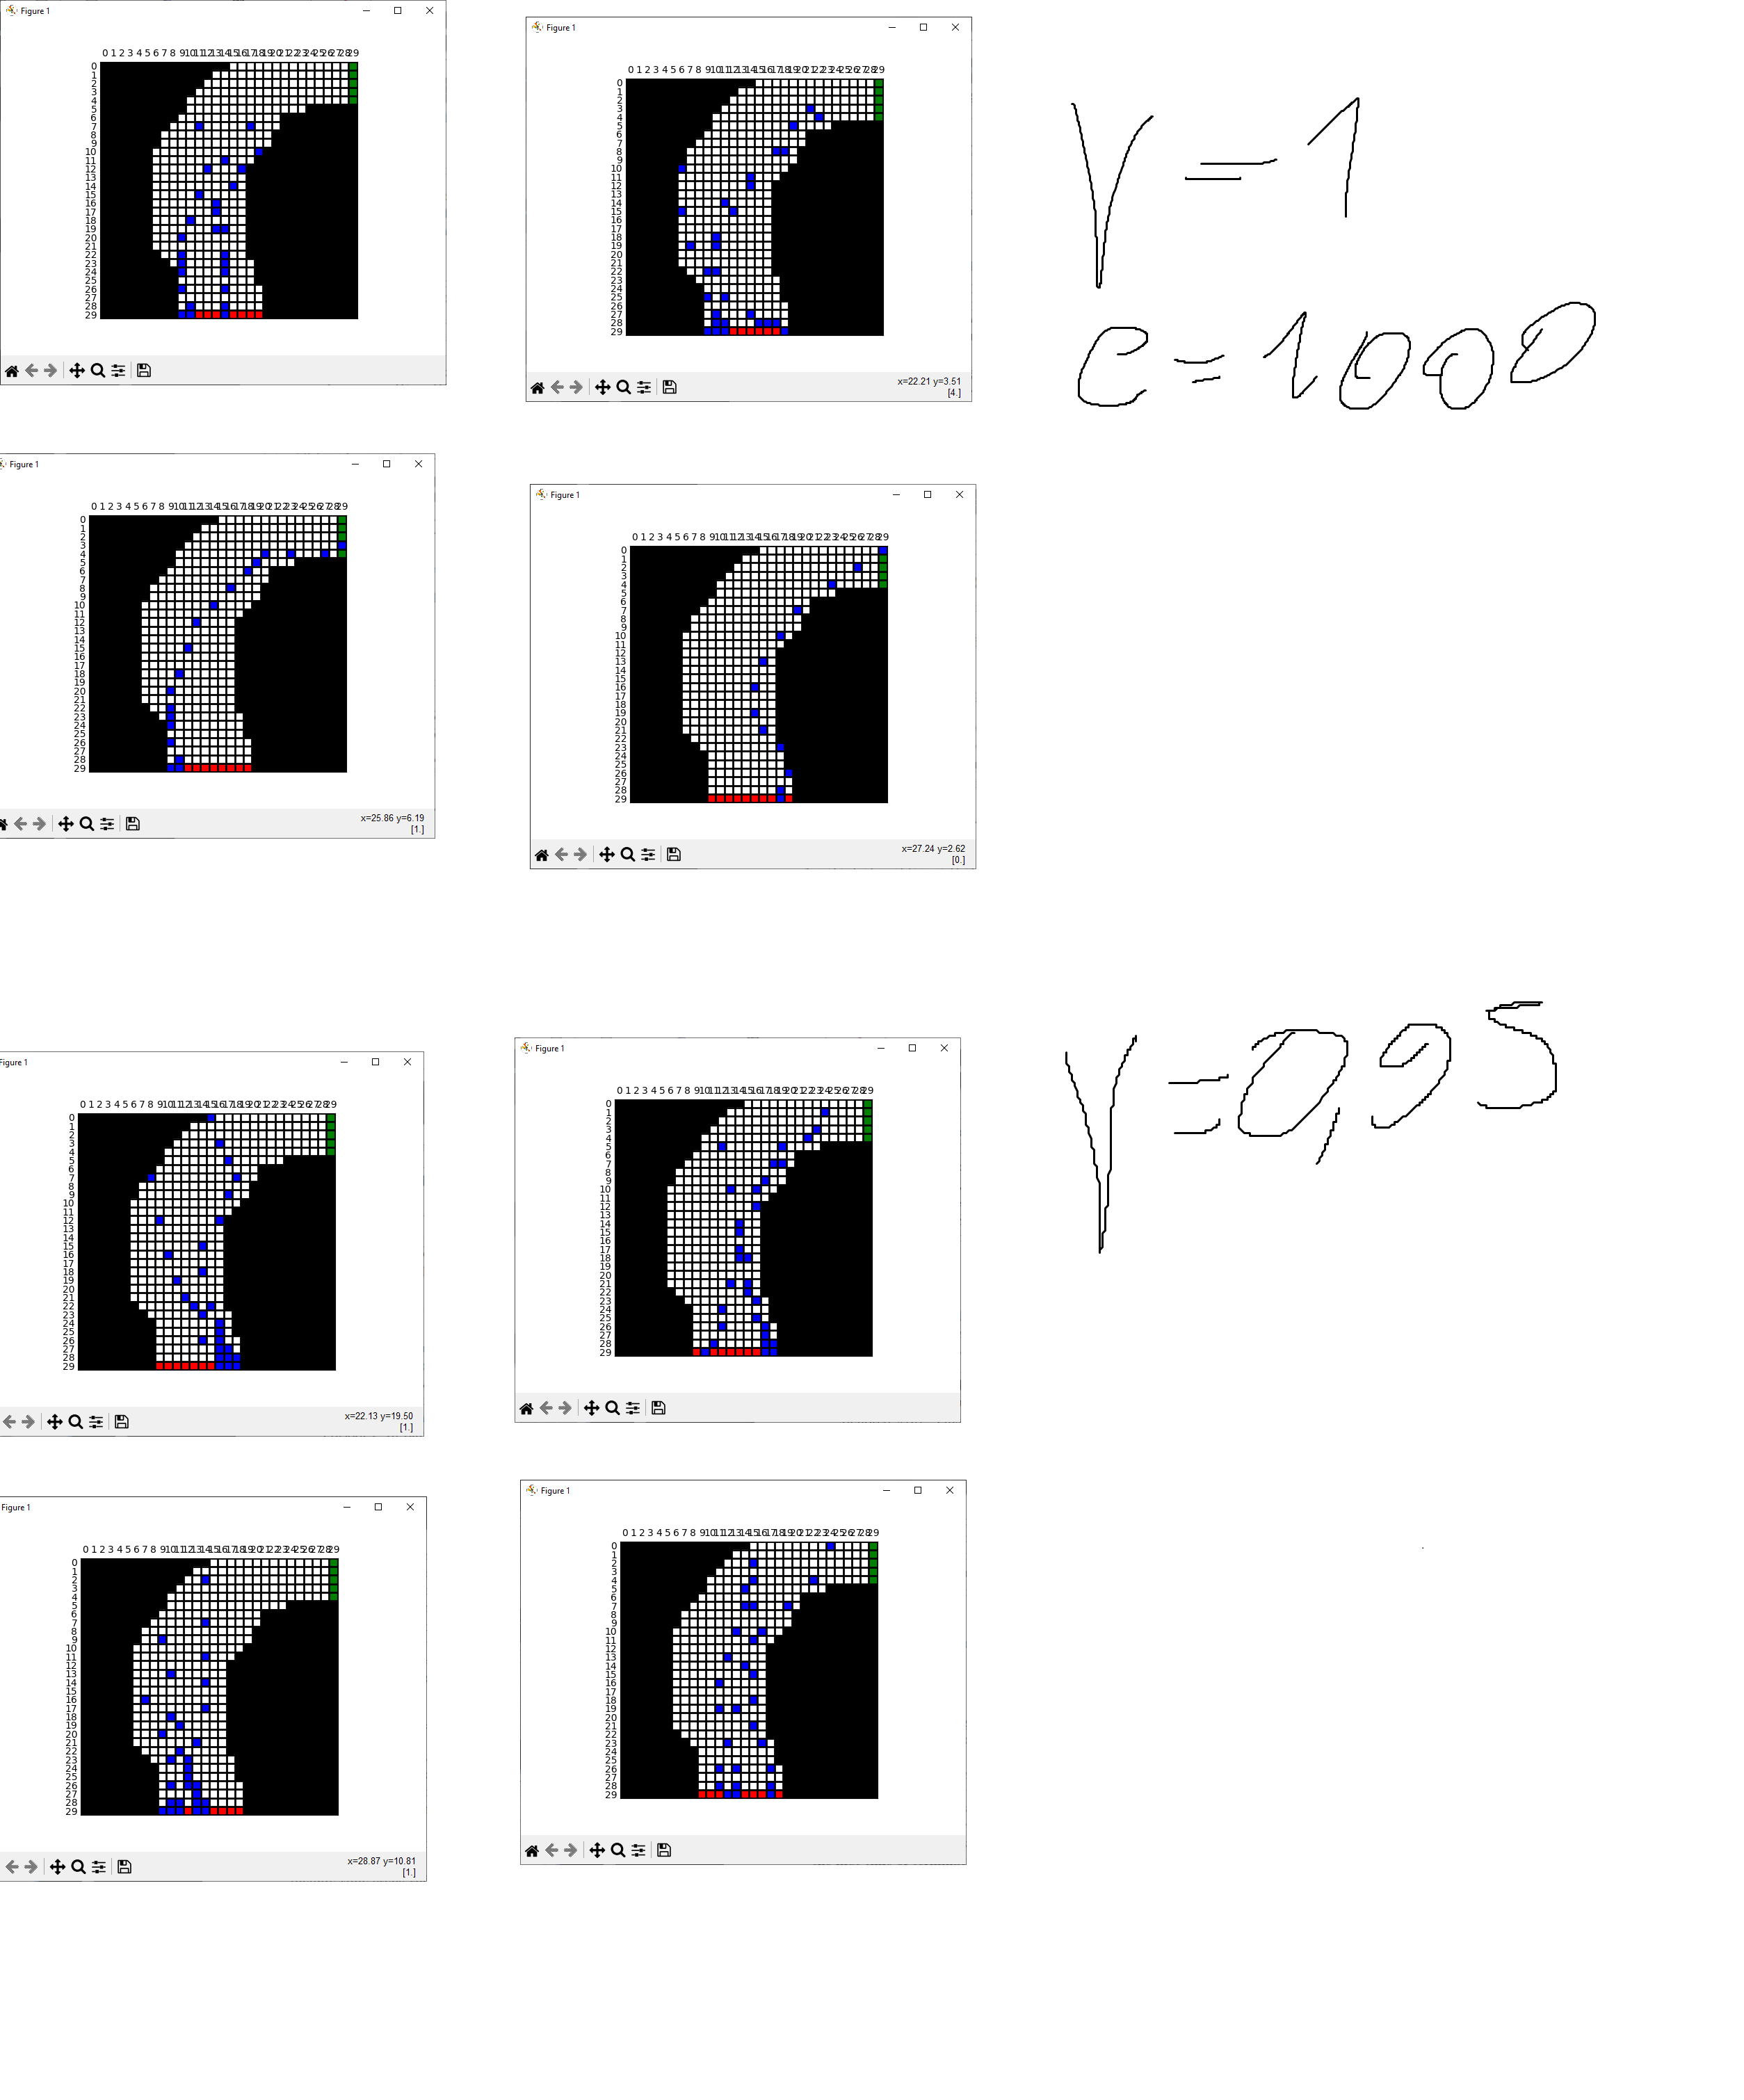 Figure 1
0 1 2 3 4 5 6 7 8 9 10 11 12 13 14 15 16 17 18 19 20 21 22 23 24 25 26 27 28 29
0 1 2 3 4 5 6 7 8 9 10 11 12 13 14 15 16 17 18 19 20 21 22 23 24 25 26 27 28 29
Figure 1
0 1 2 3 4 5 6 7 8 9 10 11 12 13 14 15 16 17 18 19 20 21 22 23 24 25 26 27 28 29
0 1 2 3 4 5 6 7 8 9 10 11 12 13 14 15 16 17 18 19 20 21 22 23 24 25 26 27 28 29
x=22.21 y=3.51
[4.]
γ = 1
e = 1000
Figure 1
0 1 2 3 4 5 6 7 8 9 10 11 12 13 14 15 16 17 18 19 20 21 22 23 24 25 26 27 28 29
0 1 2 3 4 5 6 7 8 9 10 11 12 13 14 15 16 17 18 19 20 21 22 23 24 25 26 27 28 29
x=25.86 y=6.19
[1.]
Figure 1
0 1 2 3 4 5 6 7 8 9 10 11 12 13 14 15 16 17 18 19 20 21 22 23 24 25 26 27 28 29
0 1 2 3 4 5 6 7 8 9 10 11 12 13 14 15 16 17 18 19 20 21 22 23 24 25 26 27 28 29
x=27.24 y=2.62
[0.]
Figure 1
0 1 2 3 4 5 6 7 8 9 10 11 12 13 14 15 16 17 18 19 20 21 22 23 24 25 26 27 28 29
0 1 2 3 4 5 6 7 8 9 10 11 12 13 14 15 16 17 18 19 20 21 22 23 24 25 26 27 28 29
x=22.13 y=19.50
[1.]
Figure 1
0 1 2 3 4 5 6 7 8 9 10 11 12 13 14 15 16 17 18 19 20 21 22 23 24 25 26 27 28 29
0 1 2 3 4 5 6 7 8 9 10 11 12 13 14 15 16 17 18 19 20 21 22 23 24 25 26 27 28 29
γ = 0,95
Figure 1
0 1 2 3 4 5 6 7 8 9 10 11 12 13 14 15 16 17 18 19 20 21 22 23 24 25 26 27 28 29
0 1 2 3 4 5 6 7 8 9 10 11 12 13 14 15 16 17 18 19 20 21 22 23 24 25 26 27 28 29
x=28.87 y=10.81
[1.]
Figure 1
0 1 2 3 4 5 6 7 8 9 10 11 12 13 14 15 16 17 18 19 20 21 22 23 24 25 26 27 28 29
0 1 2 3 4 5 6 7 8 9 10 11 12 13 14 15 16 17 18 19 20 21 22 23 24 25 26 27 28 29